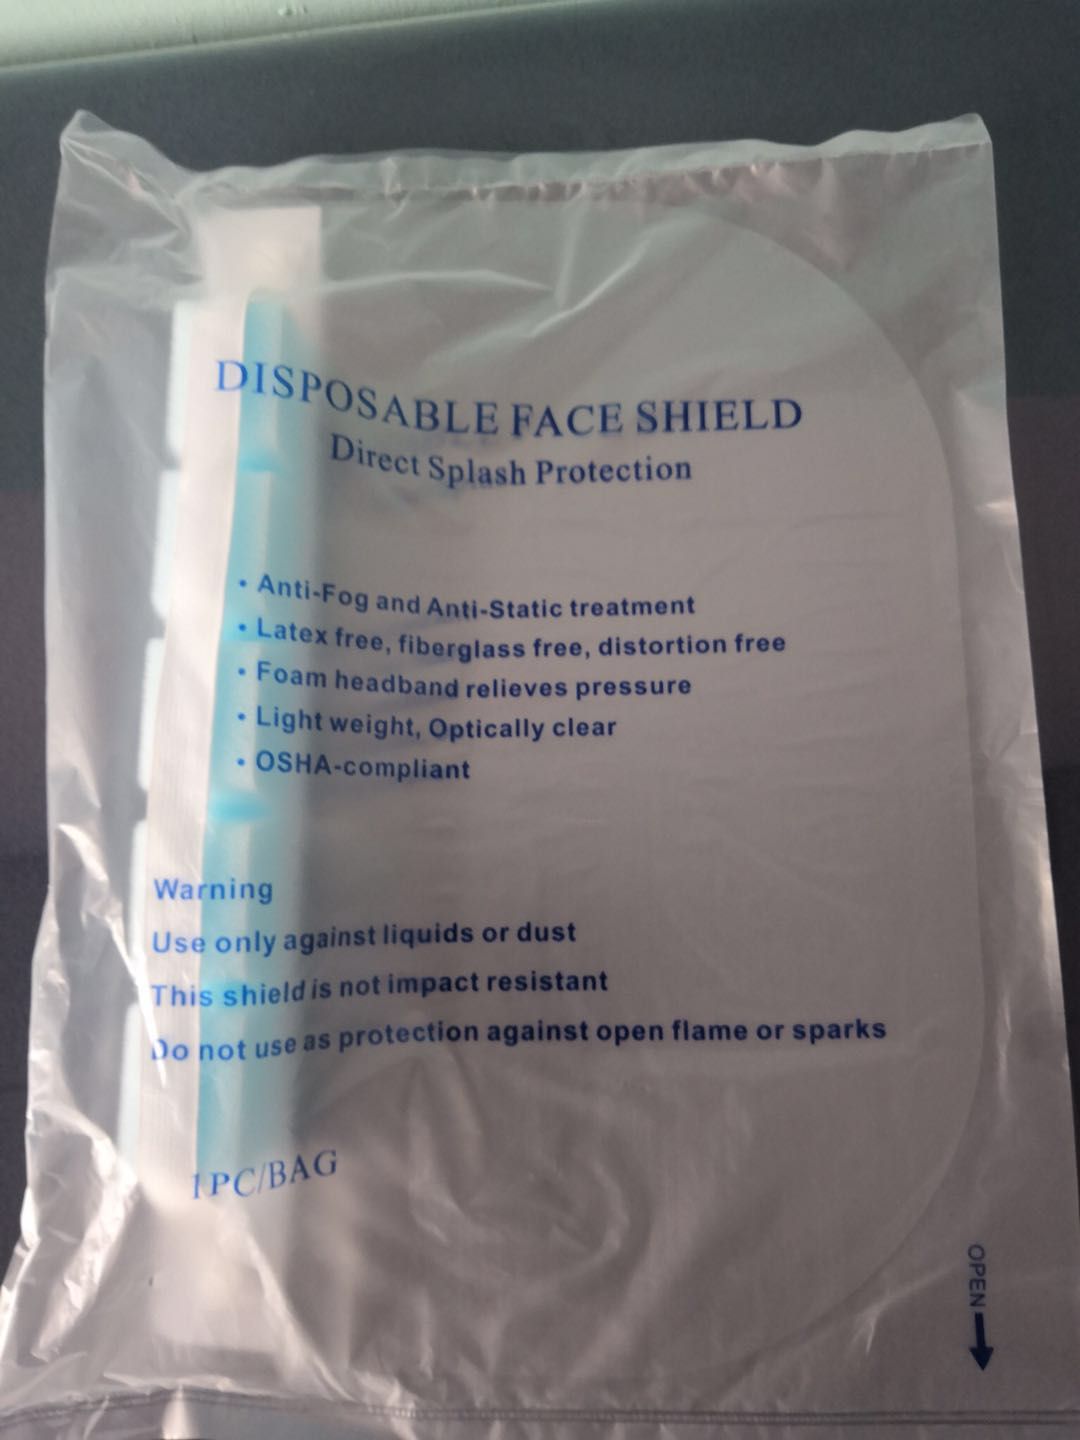 DISPOSABLE FACE SHIELD
Direct Splash Protection
• Anti-Fog and Anti-Static treatment
• Latex free, fiberglass free, distortion free
• Foam headband relieves pressure
• Light weight, Optically clear
• OSHA-compliant
Warning
Use only against liquids or dust
This shield is not impact resistant
Do not use as protection against open flame or sparks
1PC/BAG
OPEN